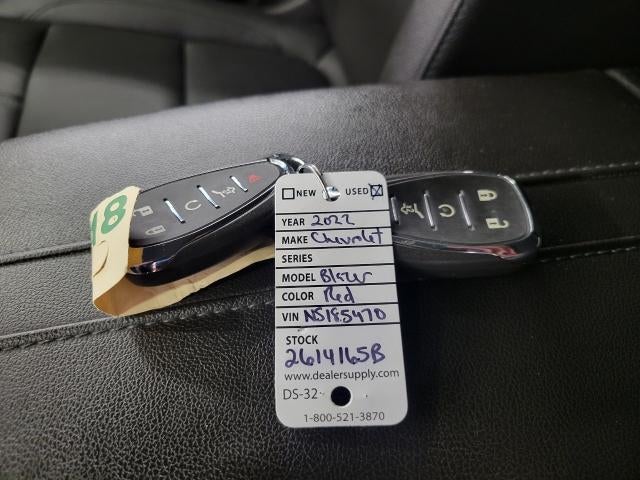 18
NEW USED
YEAR 2022
MAKE Chevrolet
SERIES
MODEL Blazer
COLOR Red
VIN NS185470
STOCK
2614165B
www.dealersupply.com
DS-32
1-800-521-3870